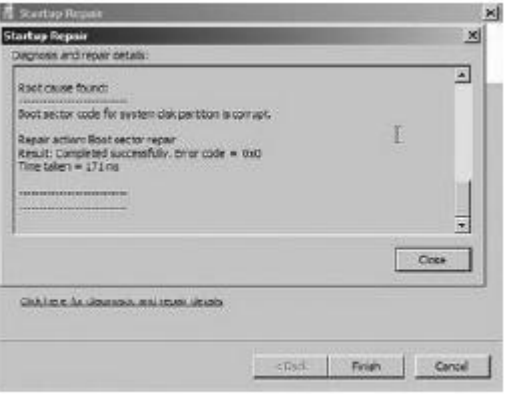 Startup Repair
Startup Repair
Diagnosis and repair details:
Root cause found:
---------------------------
Boot sector code for system disk partition is corrupt.
Repair action: Boot sector repair
Result: Completed successfully. Error code = 0x0
Time taken = 171 ms
---------------------------
---------------------------
Close
Click here for diagnosis and repair details
< Back
Finish
Cancel